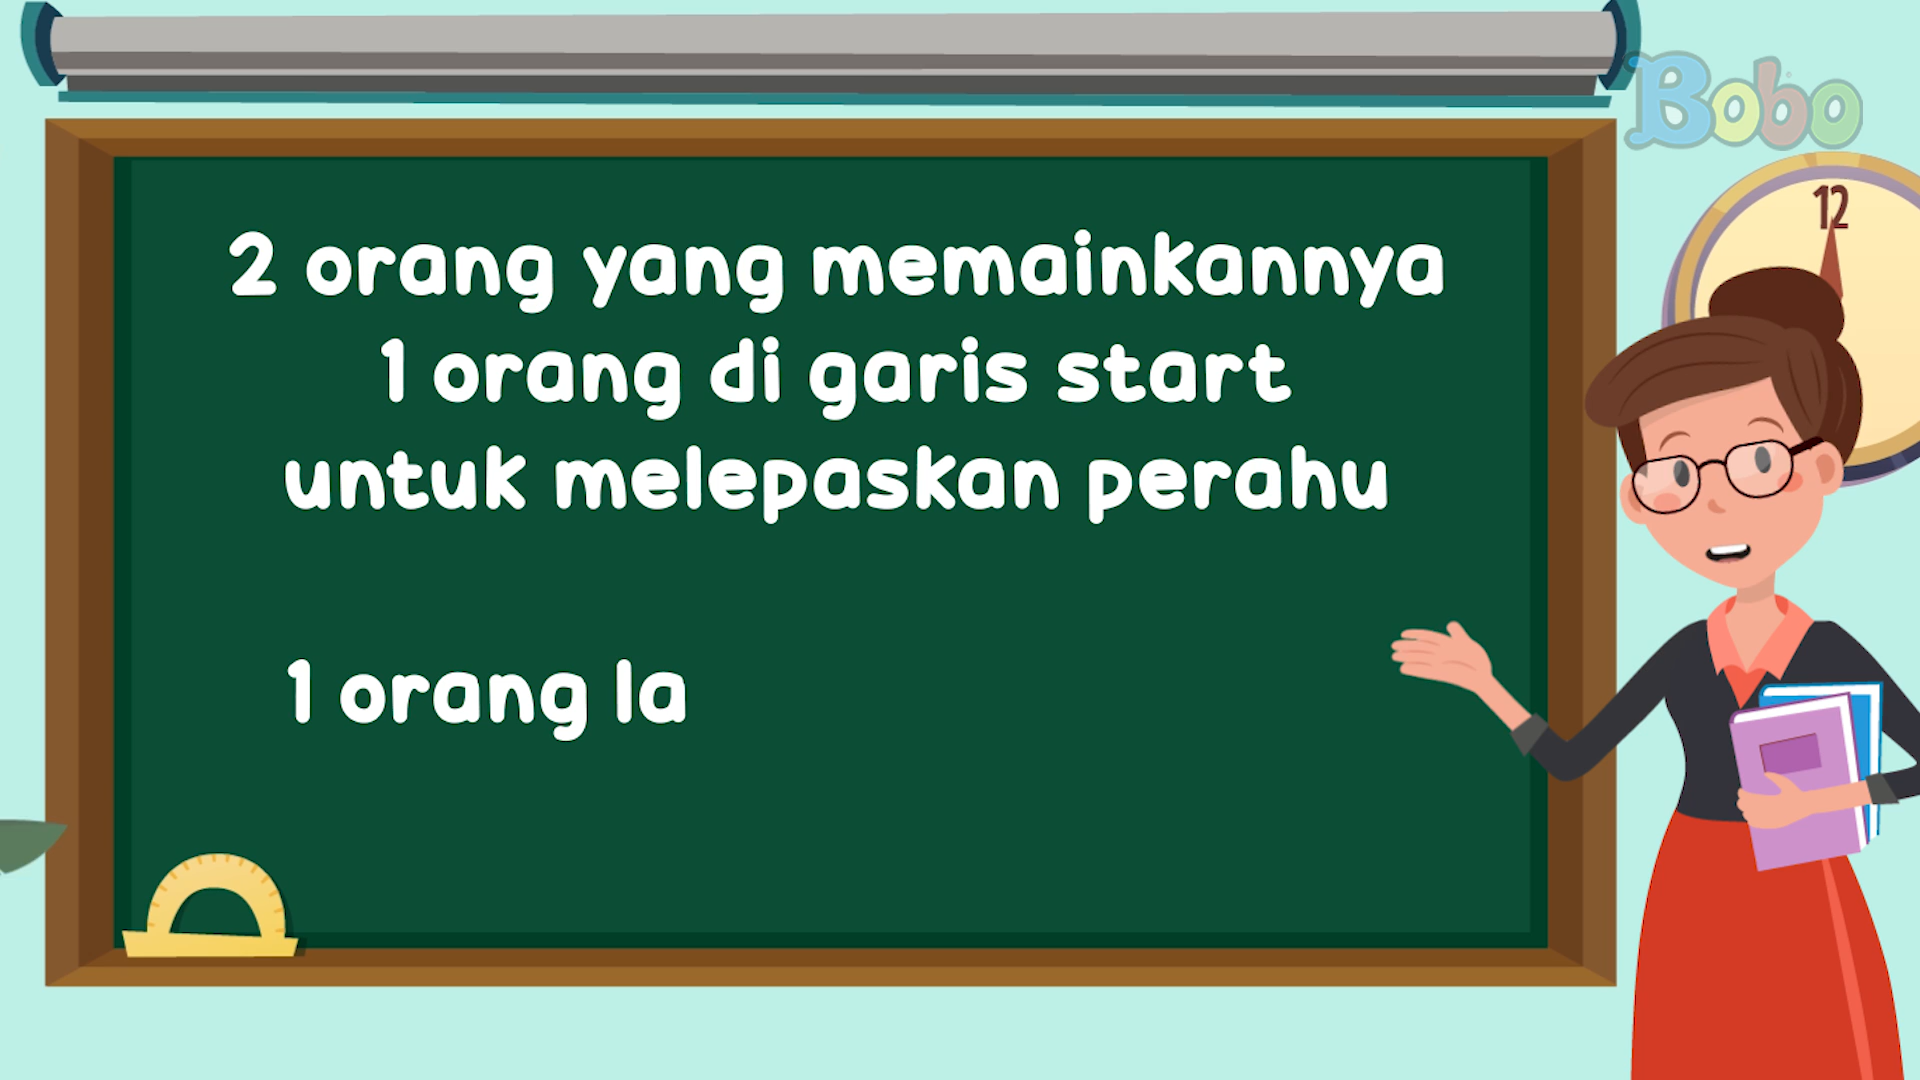 Bobo
12
2 orang yang memainkannya
1 orang di garis start
untuk melepaskan perahu
1 orang la